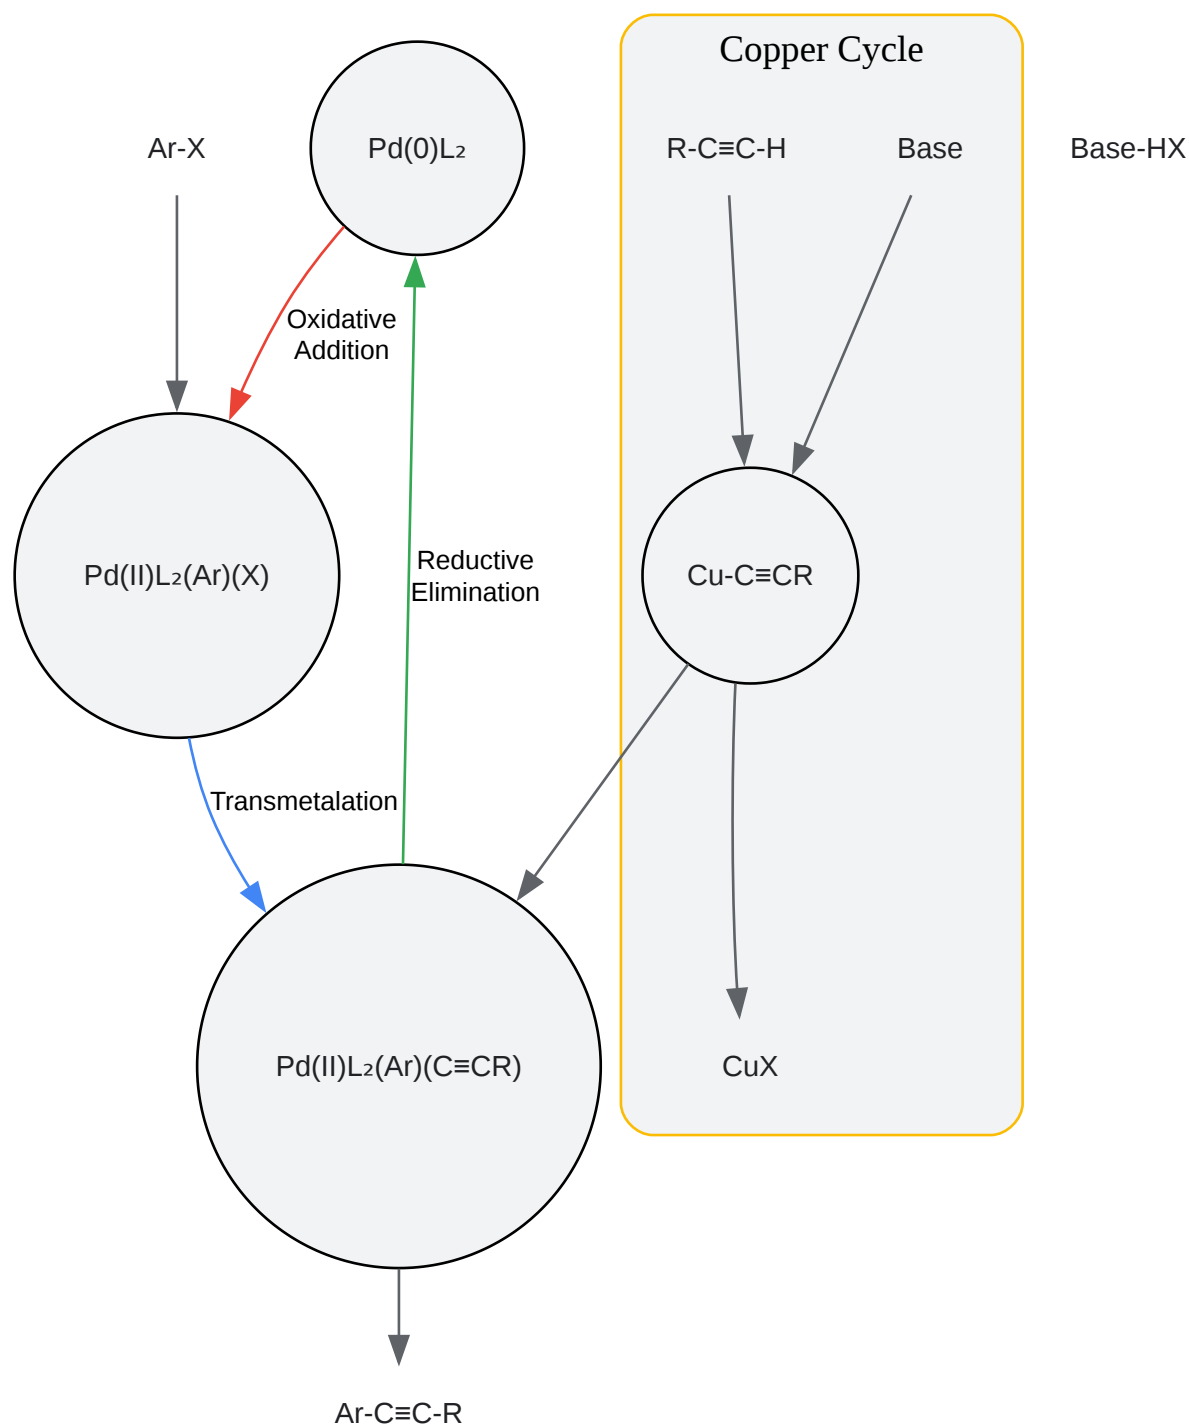 Copper Cycle
Ar-X
Pd(0)L₂
R-C≡C-H
Base
Base-HX
Oxidative
Addition
Reductive
Elimination
Pd(II)L₂(Ar)(X)
Cu-C≡CR
Transmetalation
Pd(II)L₂(Ar)(C≡CR)
CuX
Ar-C≡C-R